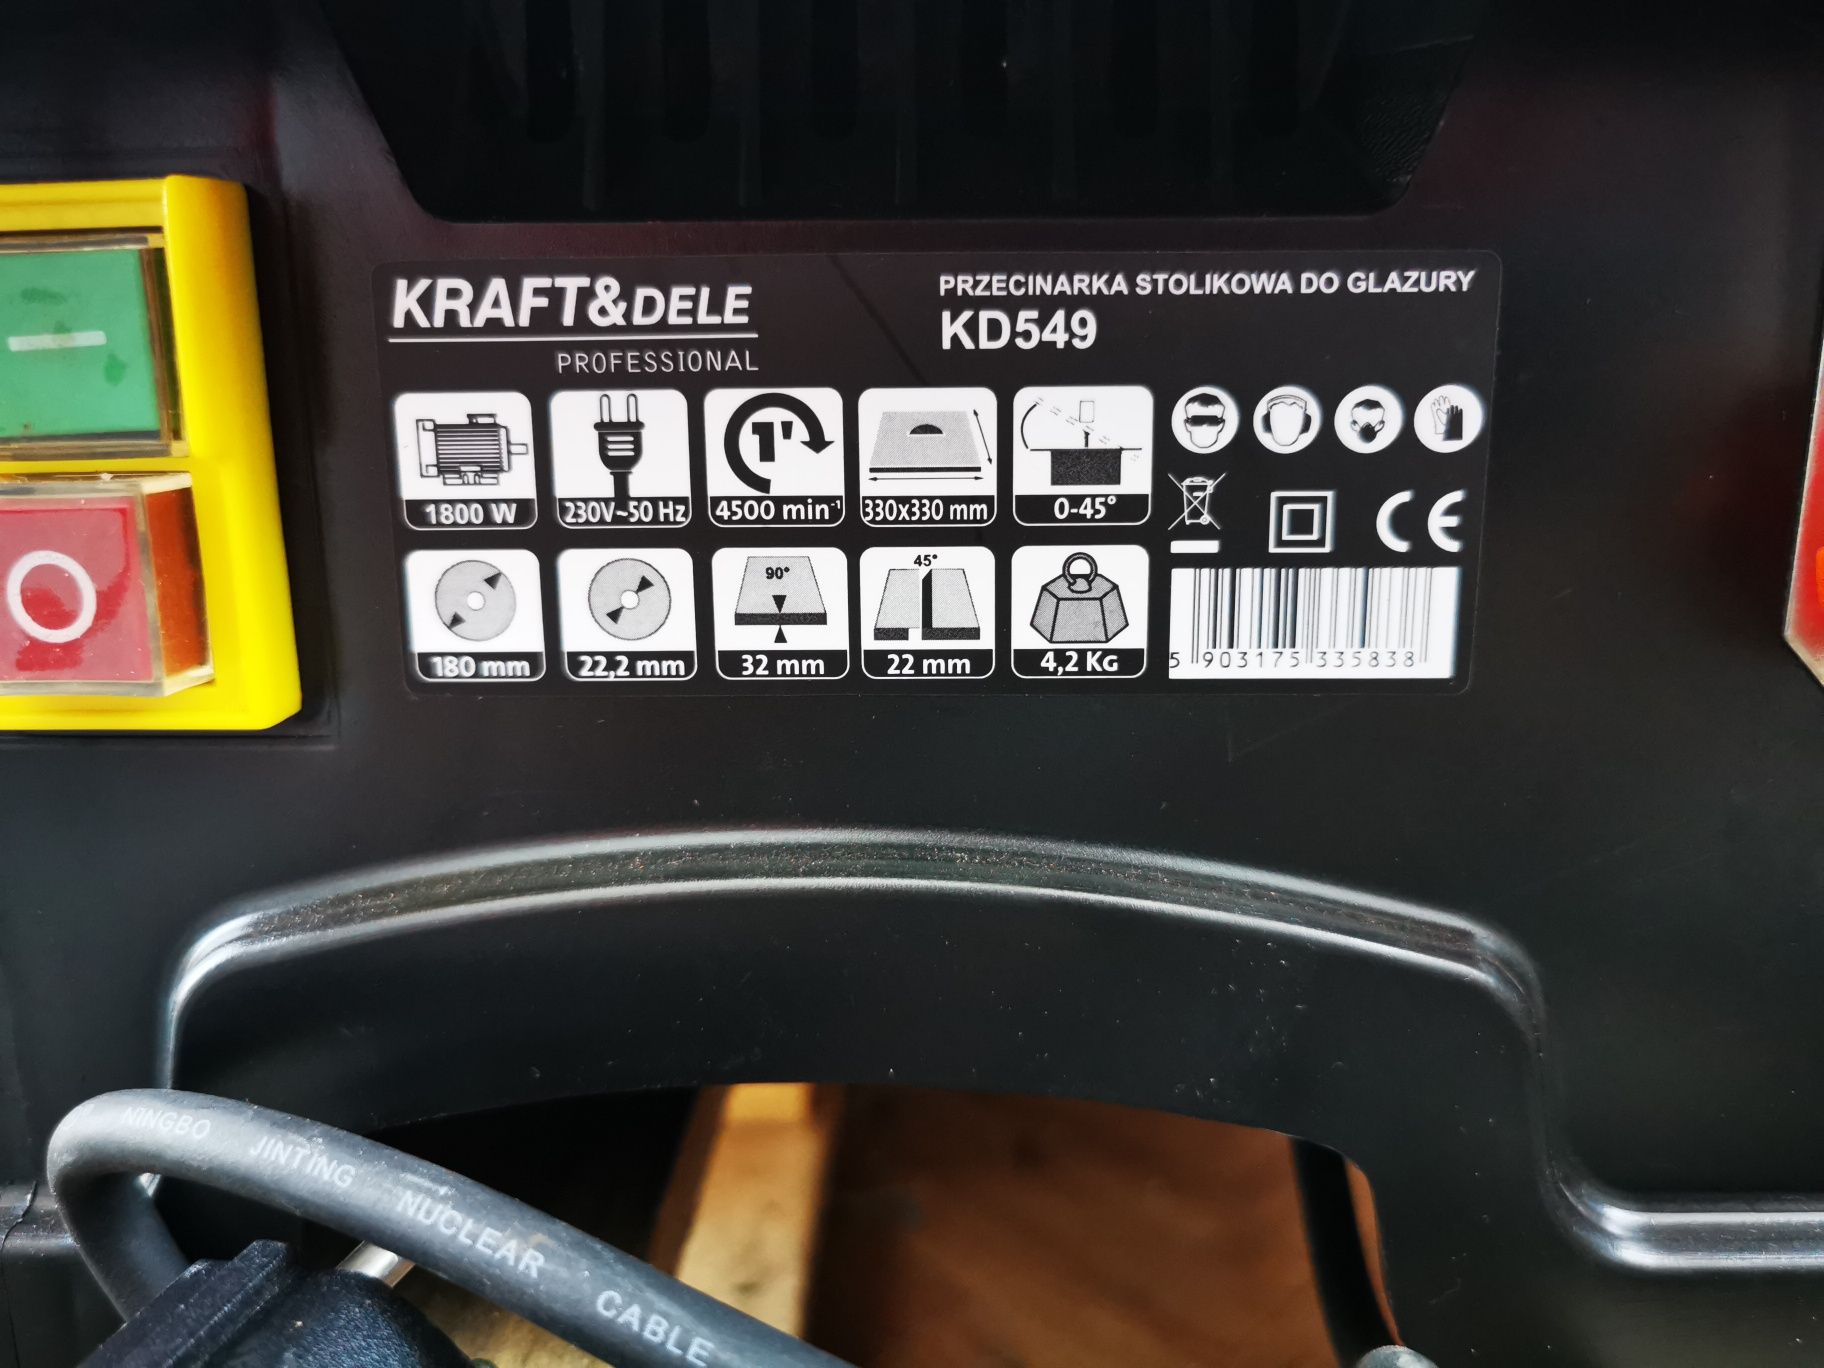 KRAFT&DELE
PROFESSIONAL
PRZECINARKA STOLIKOWA DO GLAZURY
KD549
1'
1800 W
230V~50 Hz
4500 min⁻¹
330x330 mm
0-45°
CE
90°
45°
180 mm
22,2 mm
32 mm
22 mm
4,2 KG
5 903175 335838
NINGBO JINTING NUCLEAR CABLE